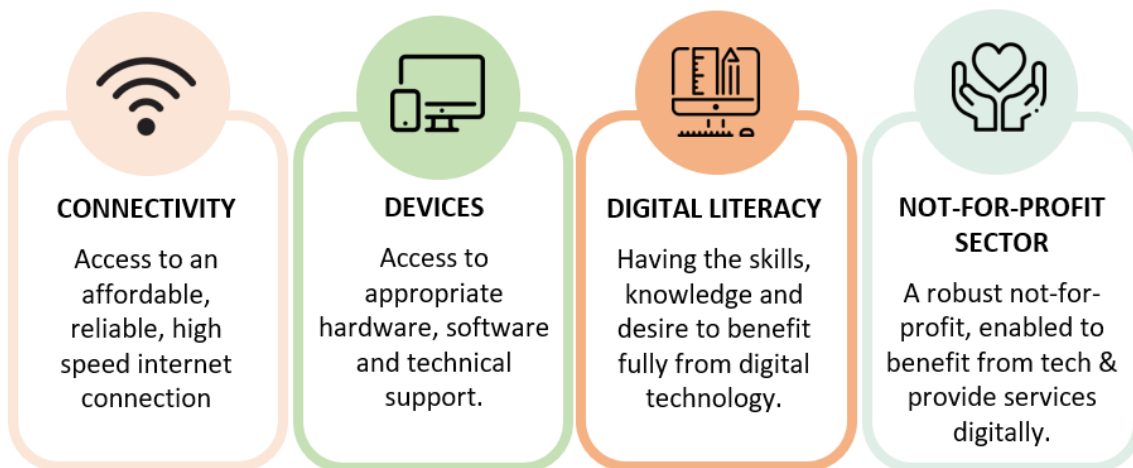 CONNECTIVITY
Access to an
affordable,
reliable, high
speed internet
connection
DEVICES
Access to
appropriate
hardware, software
and technical
support.
DIGITAL LITERACY
Having the skills,
knowledge and
desire to benefit
fully from digital
technology.
NOT-FOR-PROFIT
SECTOR
A robust not-for-
profit, enabled to
benefit from tech &
provide services
digitally.